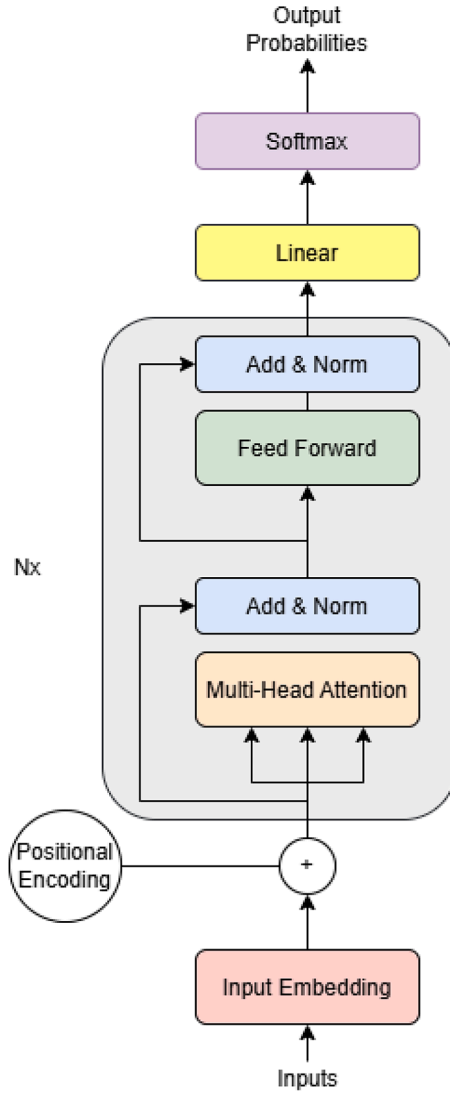 Output
Probabilities
Softmax
Linear
Add & Norm
Feed Forward
Nx
Add & Norm
Multi-Head Attention
Positional
Encoding
+
Input Embedding
Inputs